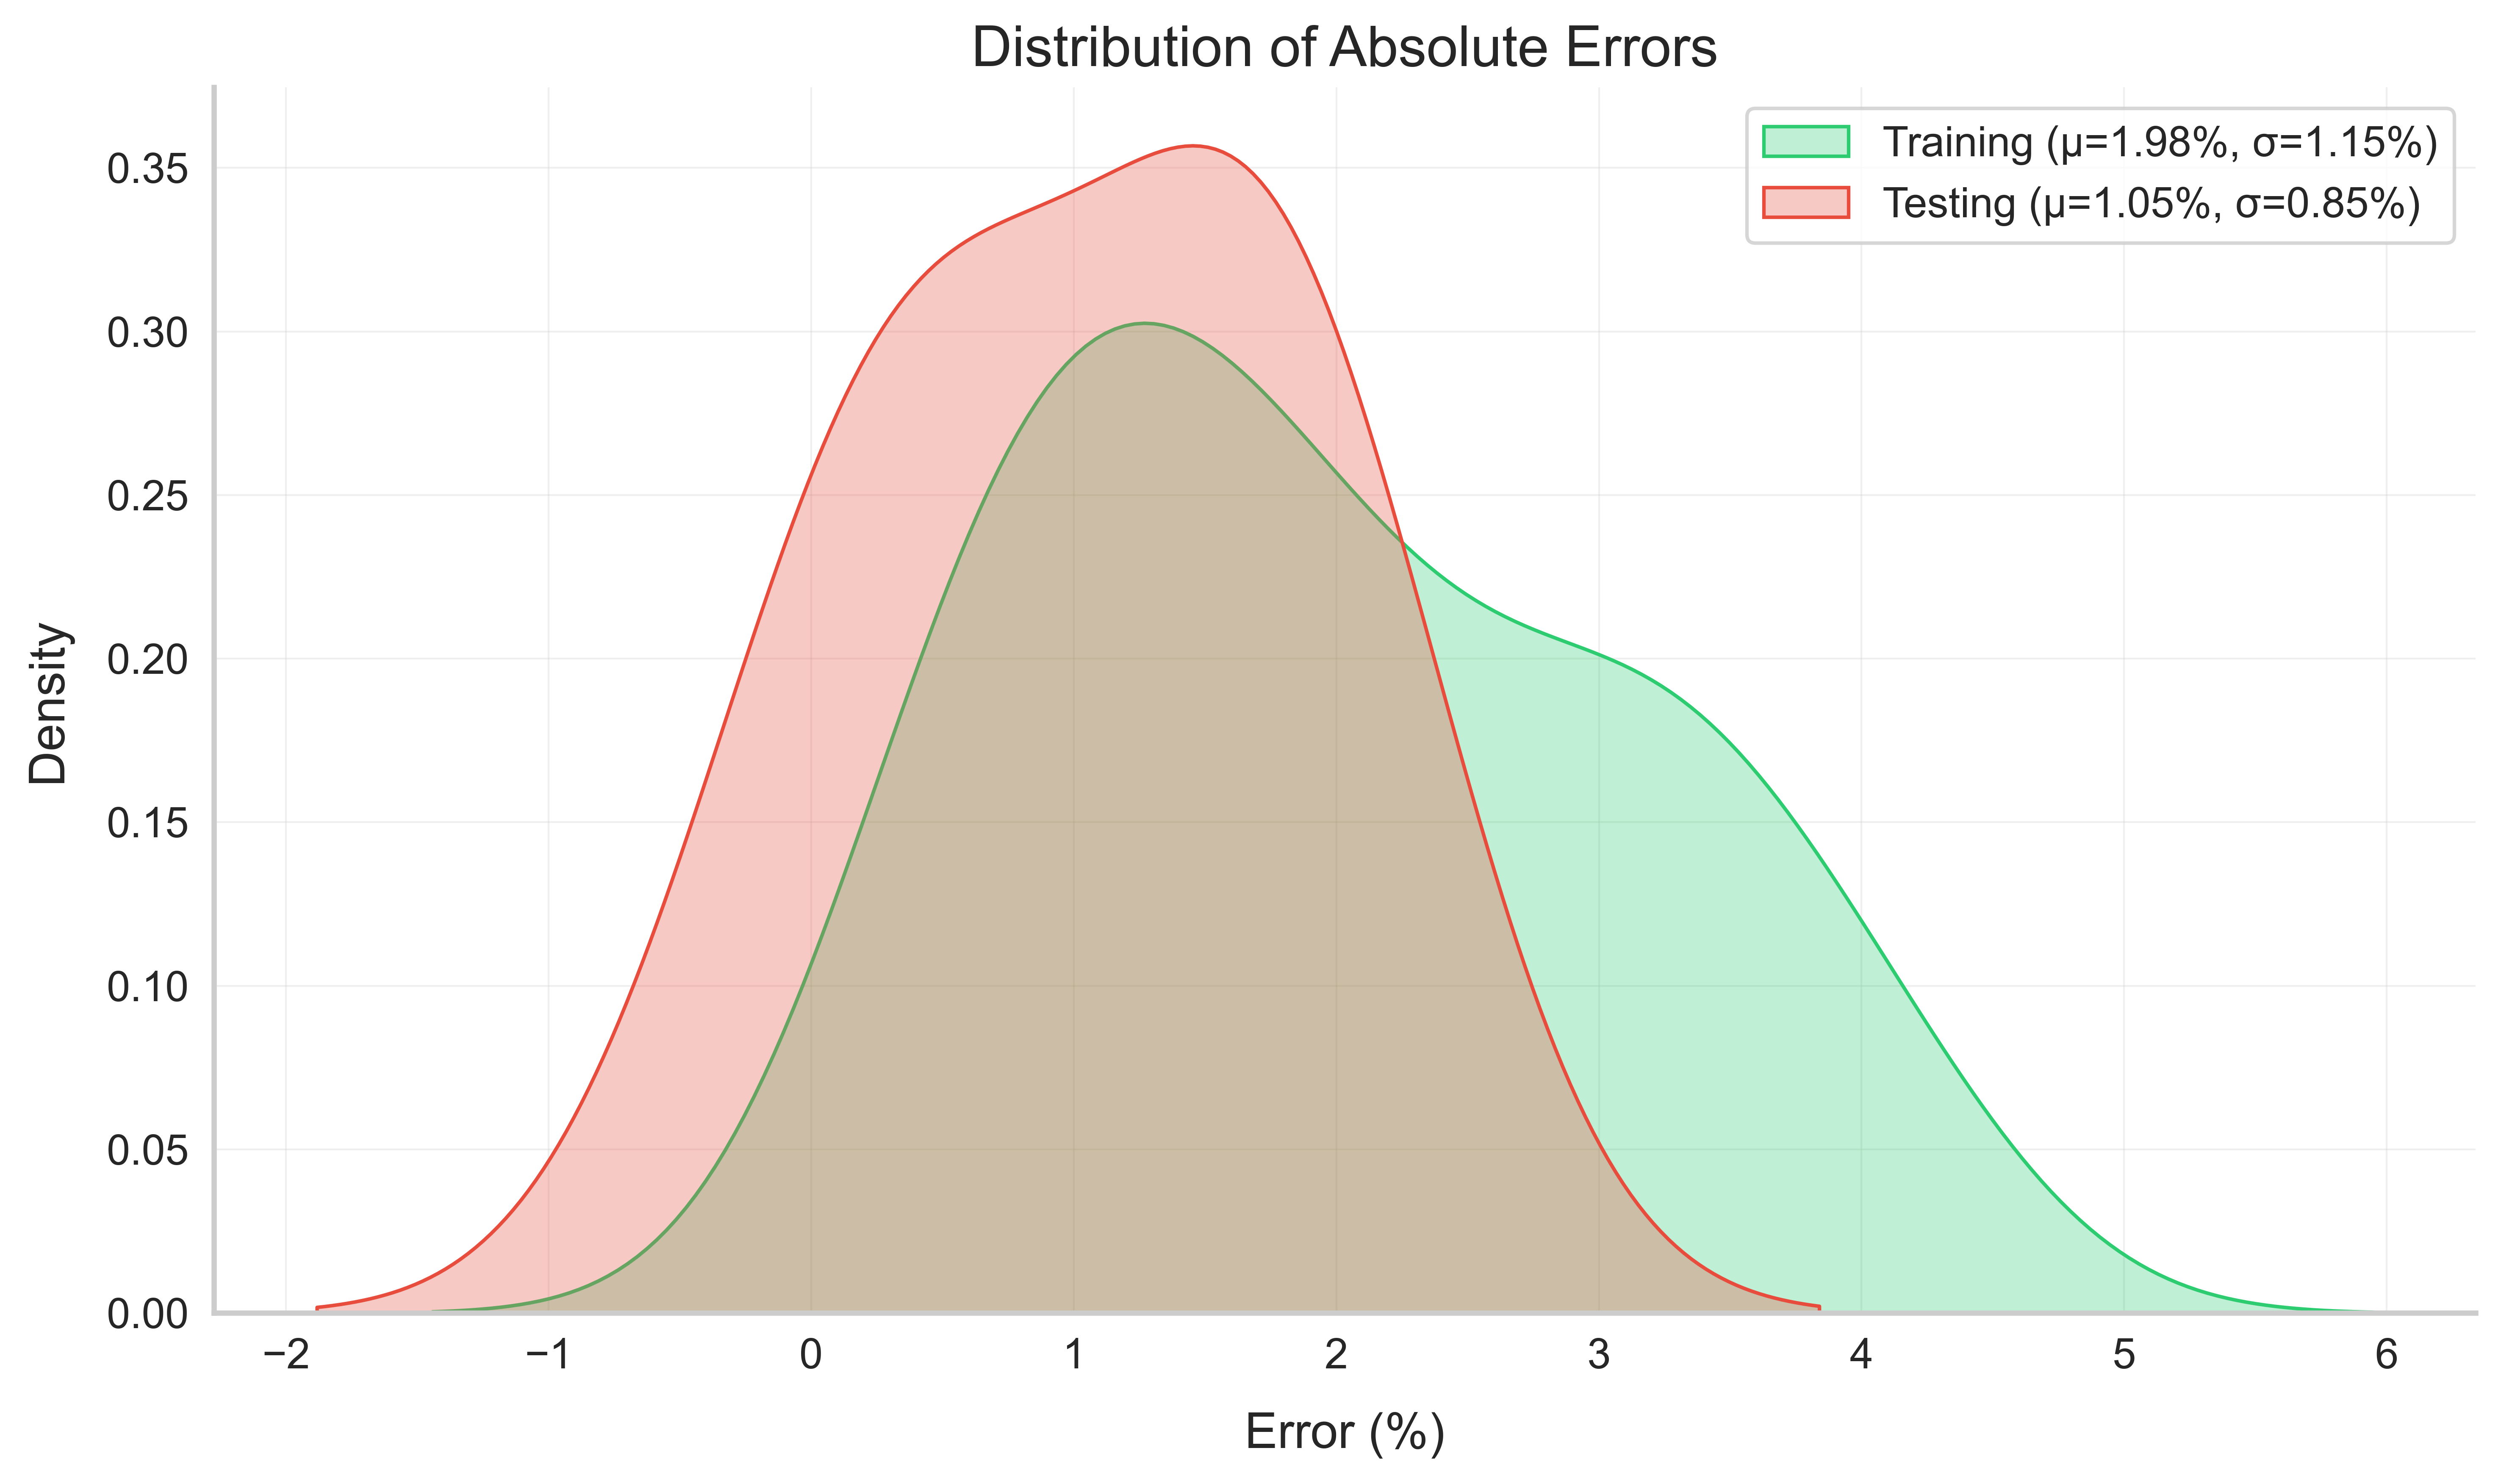 Distribution of Absolute Errors
Training (μ=1.98%, σ=1.15%)
Testing (μ=1.05%, σ=0.85%)
0.35
0.30
0.25
0.20
0.15
0.10
0.05
0.00
Density
−2 −1 0 1 2 3 4 5 6
Error (%)